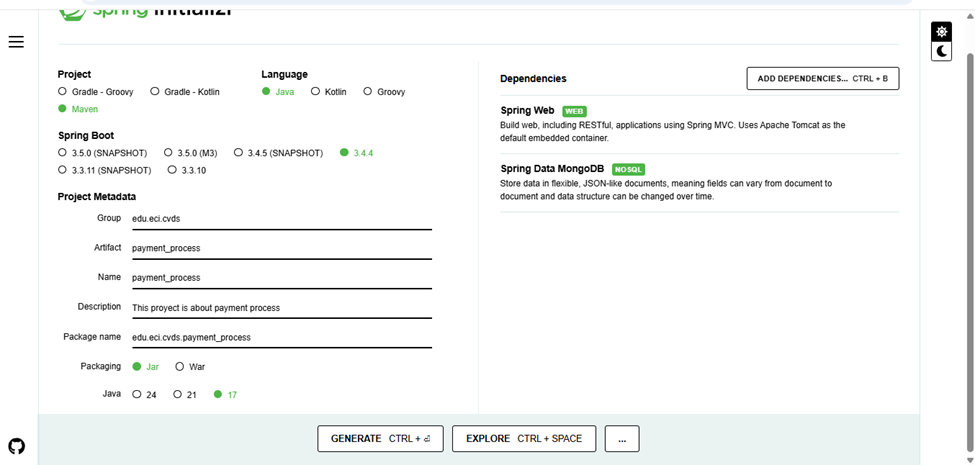 spring initializr
Project
Gradle - Groovy Gradle - Kotlin
Maven
Language
Java Kotlin Groovy
Spring Boot
3.5.0 (SNAPSHOT) 3.5.0 (M3) 3.4.5 (SNAPSHOT) 3.4.4
3.3.11 (SNAPSHOT) 3.3.10
Project Metadata
Group edu.eci.cvds
Artifact payment_process
Name payment_process
Description This proyect is about payment process
Package name edu.eci.cvds.payment_process
Packaging Jar War
Java 24 21 17
Dependencies
ADD DEPENDENCIES... CTRL + B
Spring Web WEB
Build web, including RESTful, applications using Spring MVC. Uses Apache Tomcat as the
default embedded container.
Spring Data MongoDB NOSQL
Store data in flexible, JSON-like documents, meaning fields can vary from document to
document and data structure can be changed over time.
GENERATE CTRL + ⏎ EXPLORE CTRL + SPACE ...